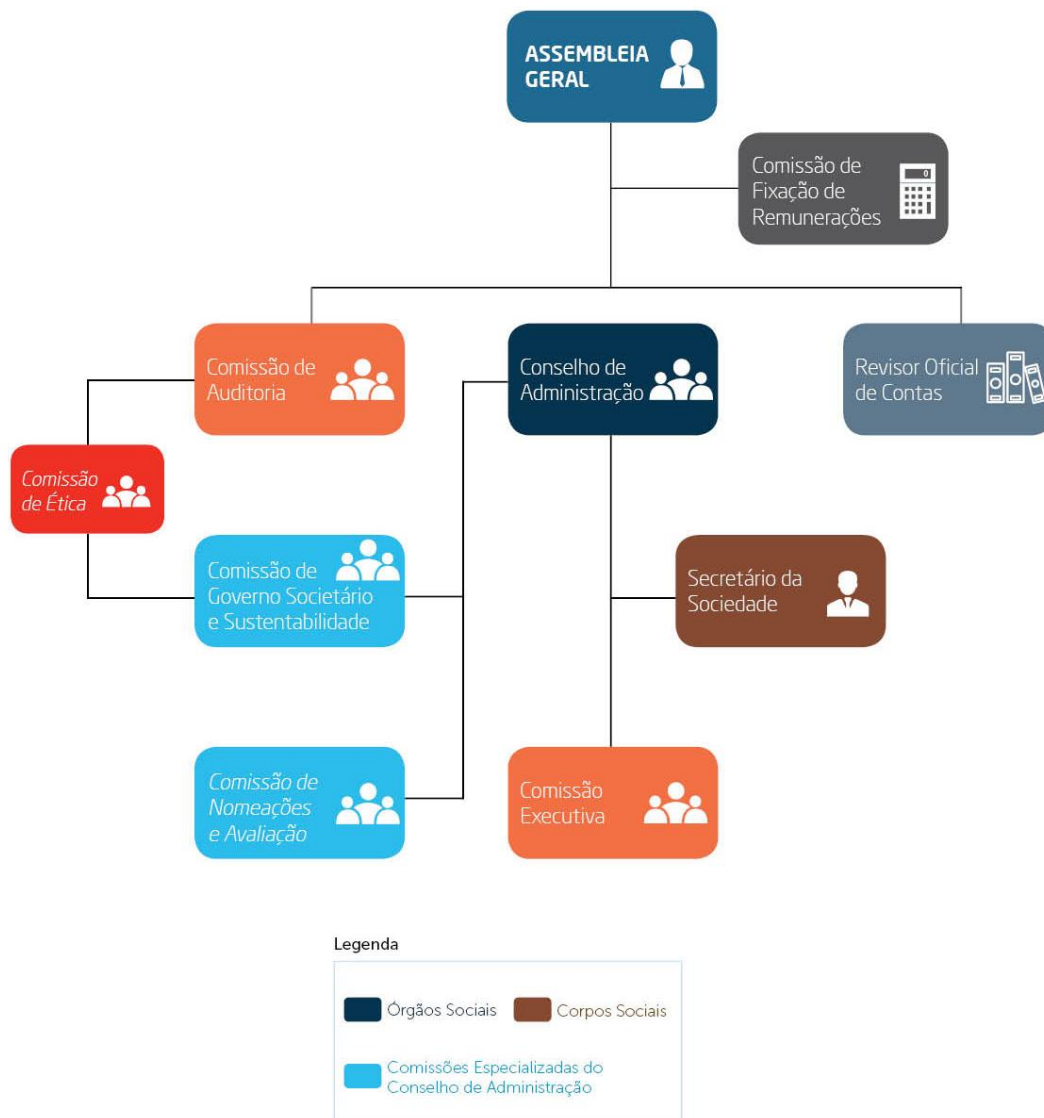 ASSEMBLEIA
GERAL
Comissão de
Fixação de
Remunerações
0
Comissão de
Auditoria
Conselho de
Administração
Revisor Oficial
de Contas
Comissão
de Ética
Comissão de
Governo Societário
e Sustentabilidade
Secretário da
Sociedade
Comissão de
Nomeações
e Avaliação
Comissão
Executiva
Legenda
Órgãos Sociais
Corpos Sociais
Comissões Especializadas do
Conselho de Administração